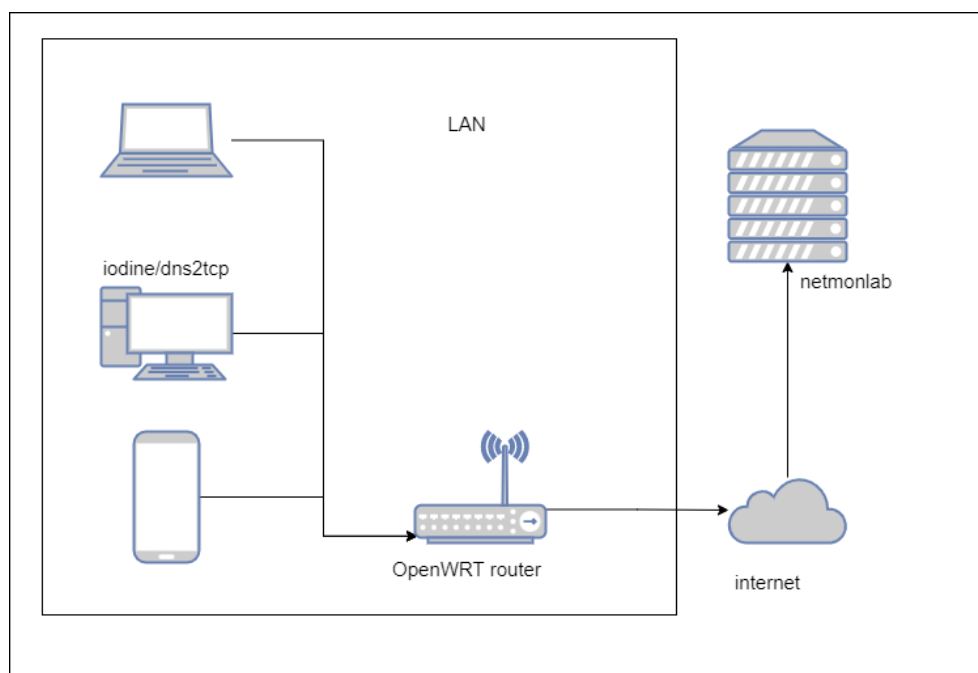 LAN
iodine/dns2tcp
netmonlab
OpenWRT router
internet